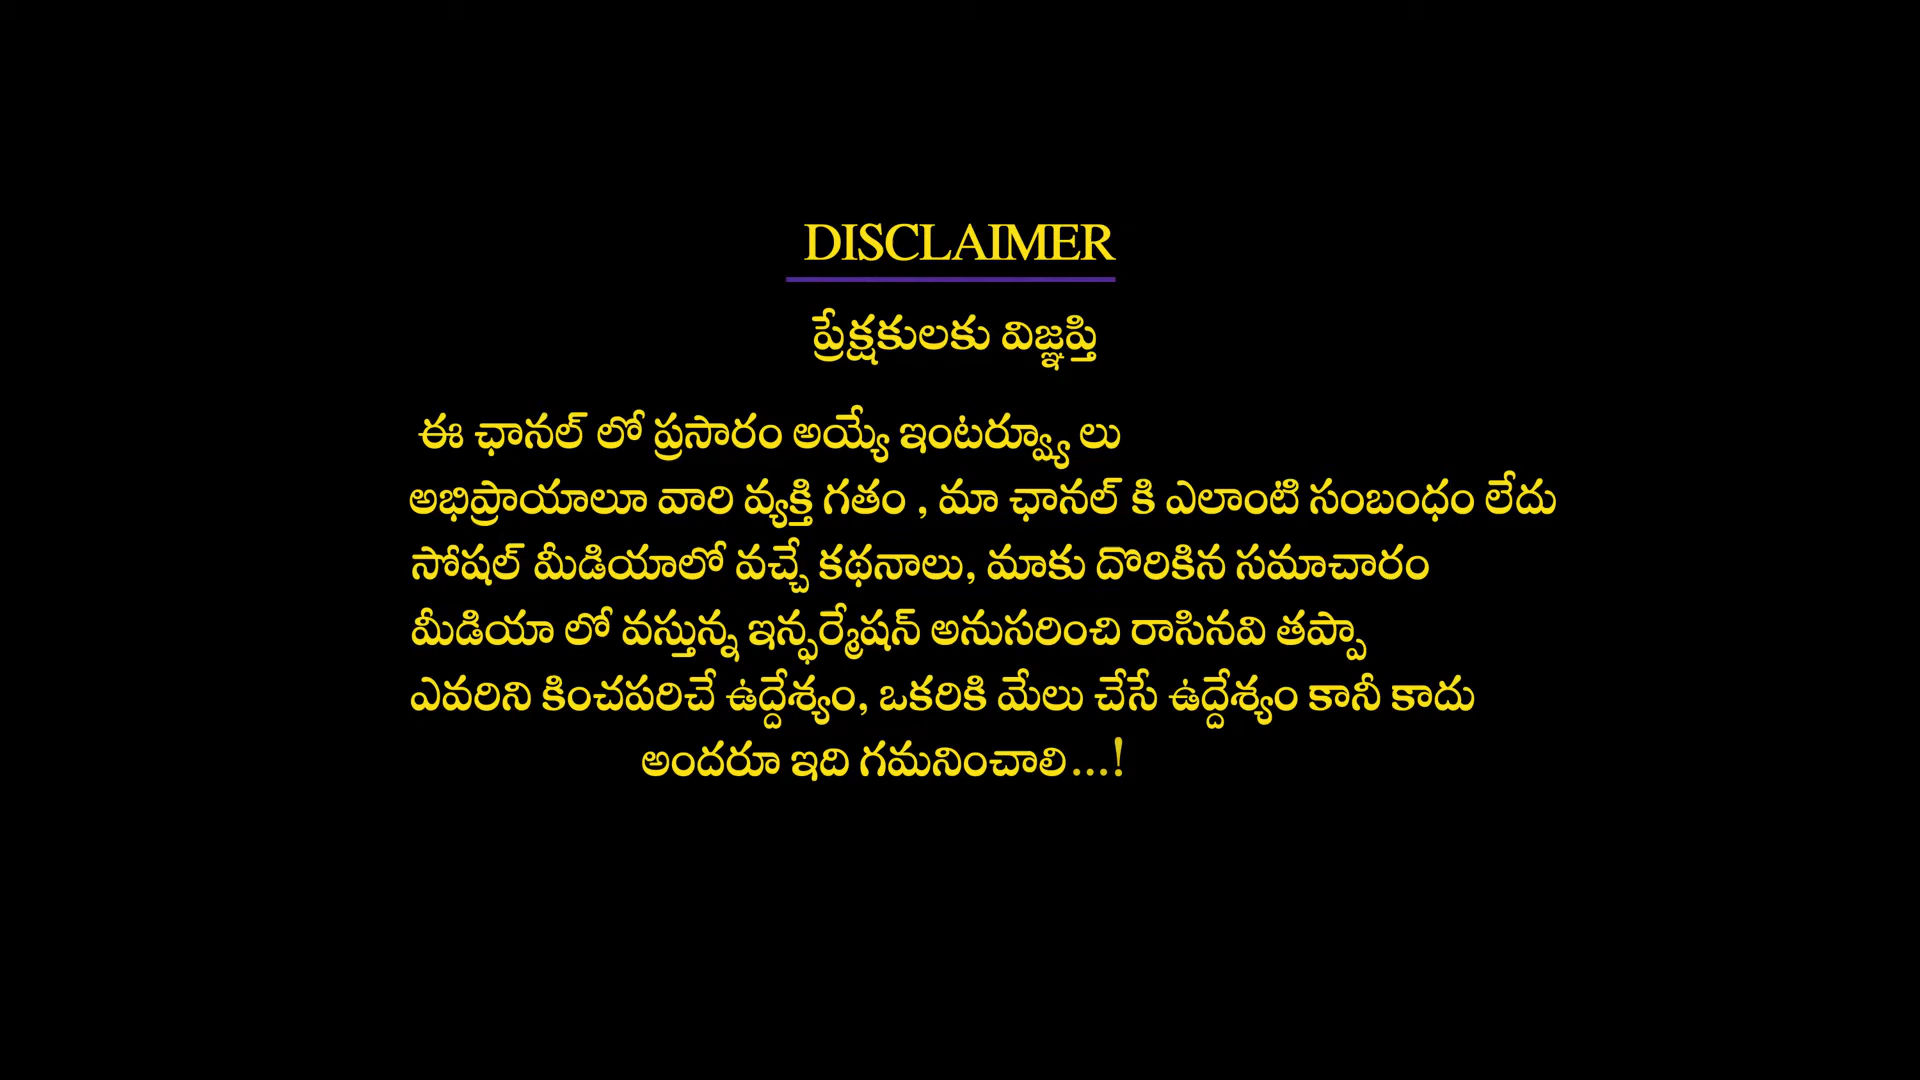 DISCLAIMER
ప్రేక్షకులకు విజ్ఞప్తి
ఈ ఛానల్ లో ప్రసారం అయ్యే ఇంటర్వ్యూ లు
అభిప్రాయాలూ వారి వ్యక్తి గతం , మా ఛానల్ కి ఎలాంటి సంబంధం లేదు
సోషల్ మీడియాలో వచ్చే కథనాలు, మాకు దొరికిన సమాచారం
మీడియా లో వస్తున్న ఇన్ఫర్మేషన్ అనుసరించి రాసినవి తప్పా
ఎవరిని కించపరిచే ఉద్దేశ్యం, ఒకరికి మేలు చేసే ఉద్దేశ్యం కానీ కాదు
అందరూ ఇది గమనించాలి...!